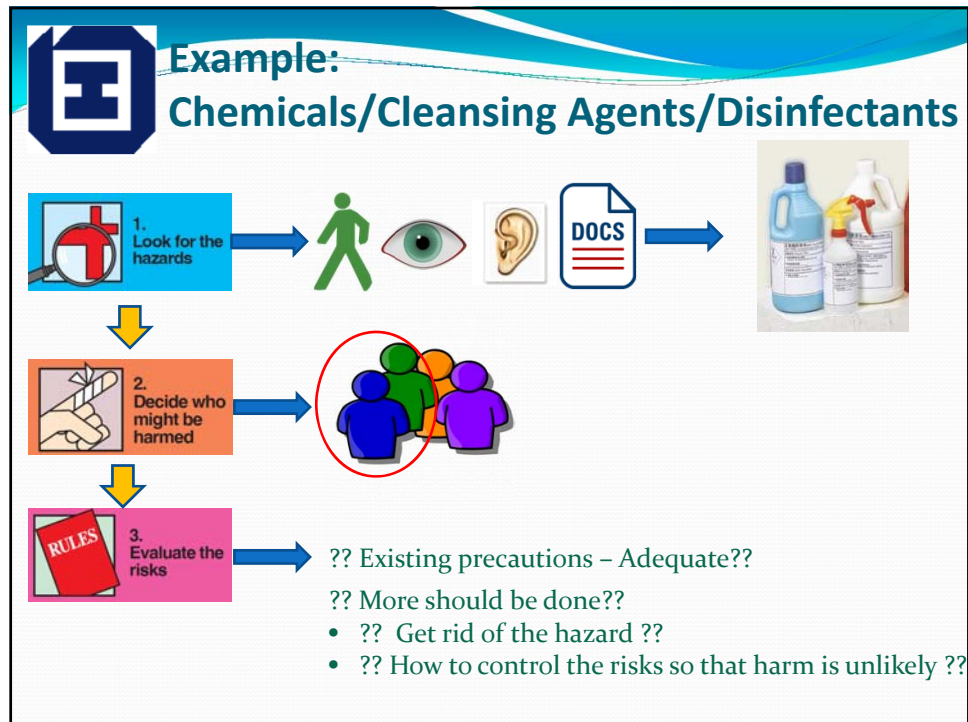 Example:
Chemicals/Cleansing Agents/Disinfectants
1.
Look for the
hazards
DOCS
2.
Decide who
might be
harmed
RULES
3.
Evaluate the
risks
?? Existing precautions – Adequate??
?? More should be done??
• ?? Get rid of the hazard ??
• ?? How to control the risks so that harm is unlikely ??